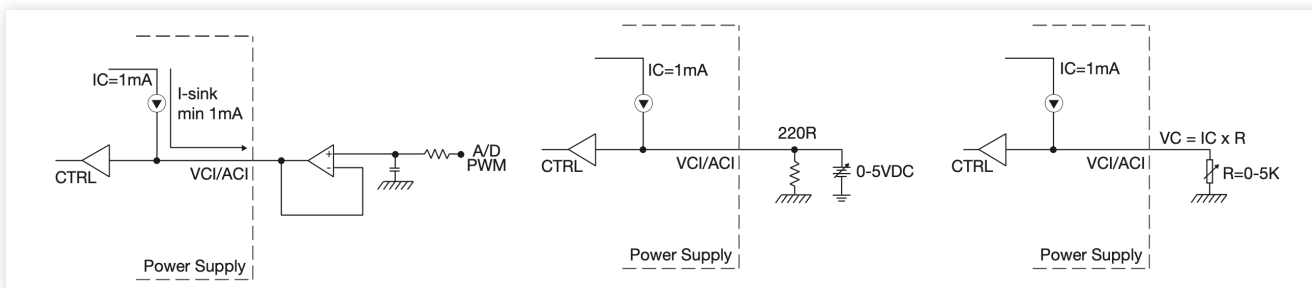 IC=1mA
I-sink
min 1mA
CTRL
VCI/ACI
+
-
A/D
PWM
Power Supply
IC=1mA
220R
CTRL
VCI/ACI
0-5VDC
Power Supply
IC=1mA
VC = IC x R
CTRL
VCI/ACI
R=0-5K
Power Supply